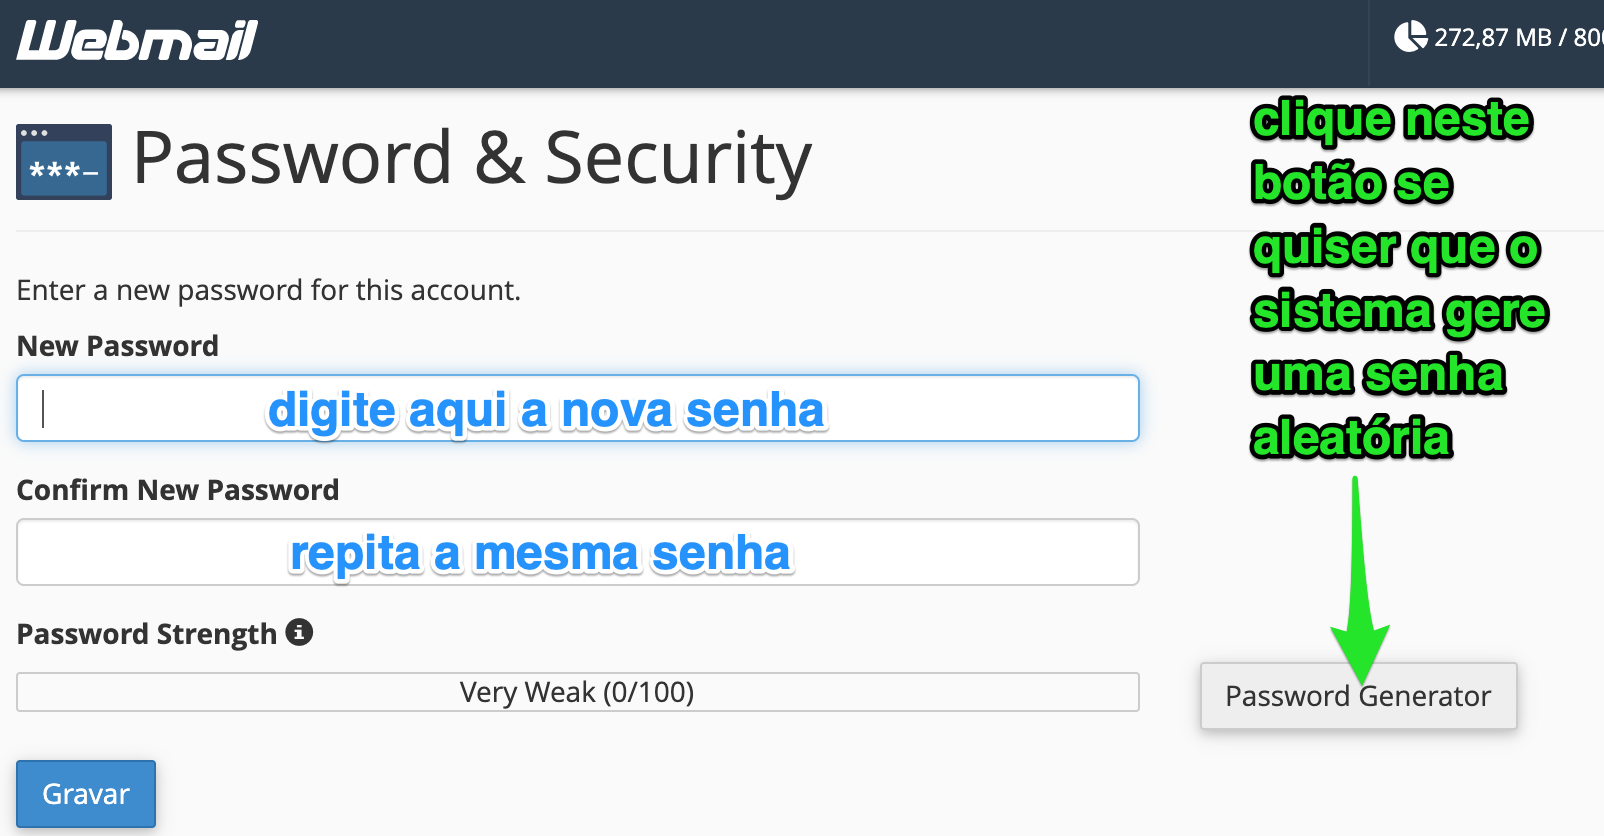 Webmail
272,87 MB / 80
***–
Password & Security
clique neste
botão se
quiser que o
sistema gere
uma senha
aleatória
Enter a new password for this account.
New Password
digite aqui a nova senha
Confirm New Password
repita a mesma senha
Password Strength
Very Weak (0/100)
Password Generator
Gravar